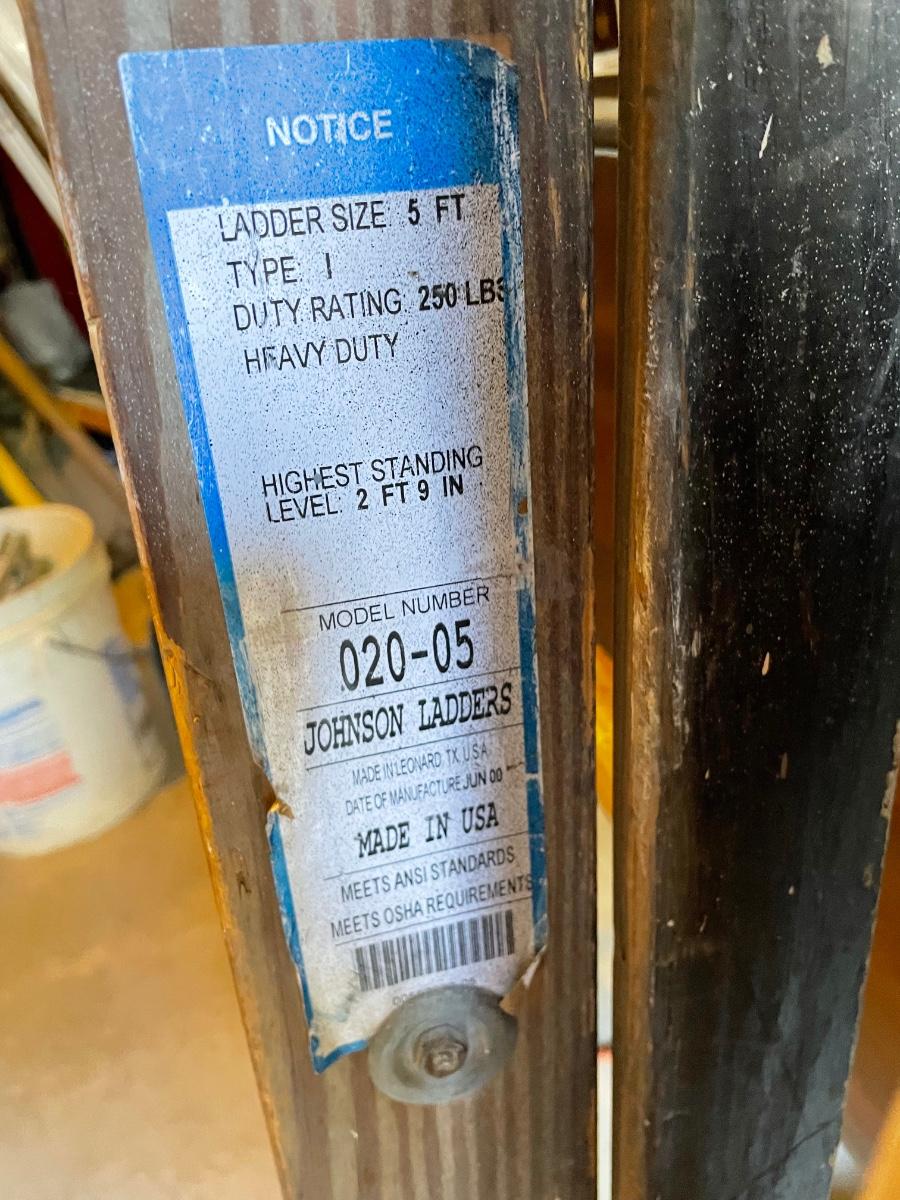 NOTICE
LADDER SIZE 5 FT
TYPE I
DUTY RATING 250 LBS
HEAVY DUTY
HIGHEST STANDING
LEVEL: 2 FT 9 IN
MODEL NUMBER
020-05
JOHNSON LADDERS
MADE IN LEONARD, TX U.S.A.
DATE OF MANUFACTURE JUN 00
MADE IN USA
MEETS ANSI STANDARDS
MEETS OSHA REQUIREMENTS